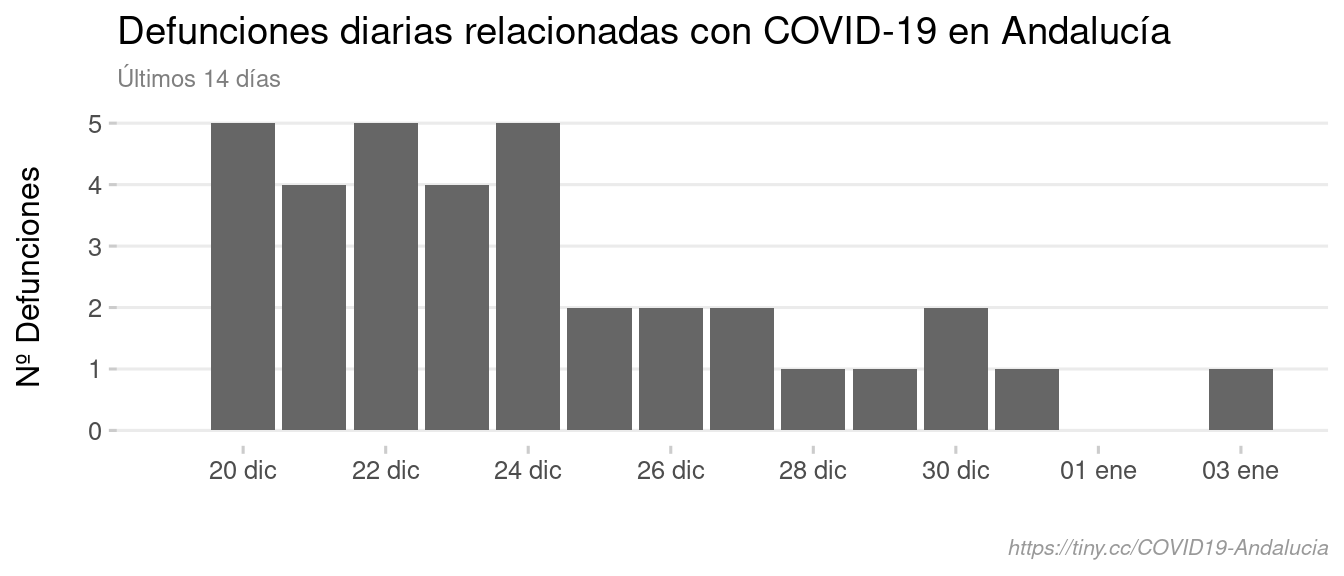 Defunciones diarias relacionadas con COVID-19 en Andalucía
Últimos 14 días
Nº Defunciones
5
4
3
2
1
0
20 dic 22 dic 24 dic 26 dic 28 dic 30 dic 01 ene 03 ene
https://tiny.cc/COVID19-Andalucia